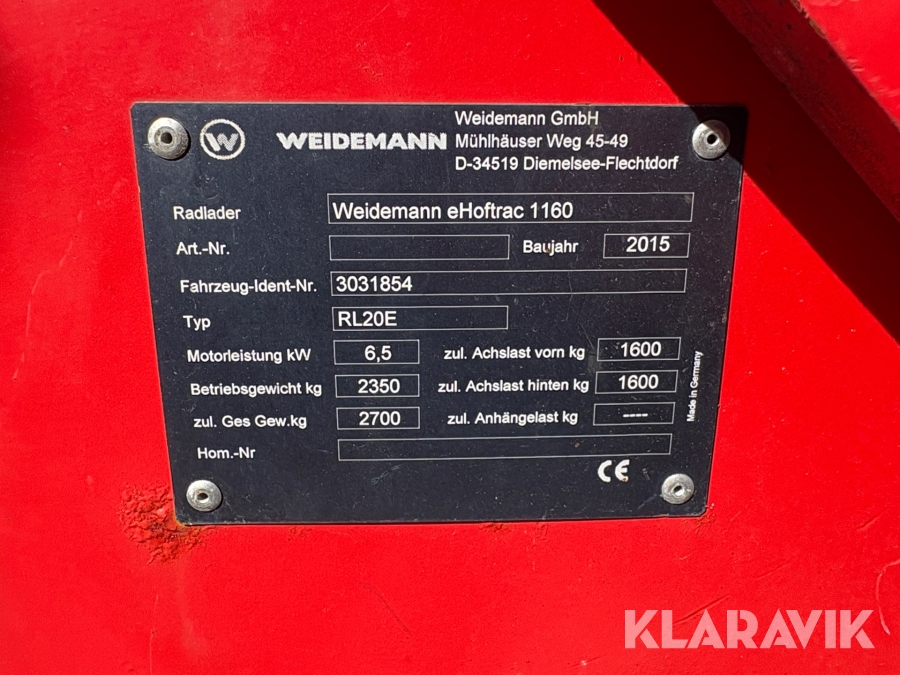 W WEIDEMANN
Weidemann GmbH
Mühlhäuser Weg 45-49
D-34519 Diemelsee-Flechtdorf
Radlader Weidemann eHoftrac 1160
Art.-Nr. Baujahr 2015
Fahrzeug-Ident-Nr. 3031854
Typ RL20E
Motorleistung kW 6,5 zul. Achslast vorn kg 1600
Betriebsgewicht kg 2350 zul. Achslast hinten kg 1600
zul. Ges Gew.kg 2700 zul. Anhängelast kg ----
Hom.-Nr
Made in Germany
CE
KLARAVIK